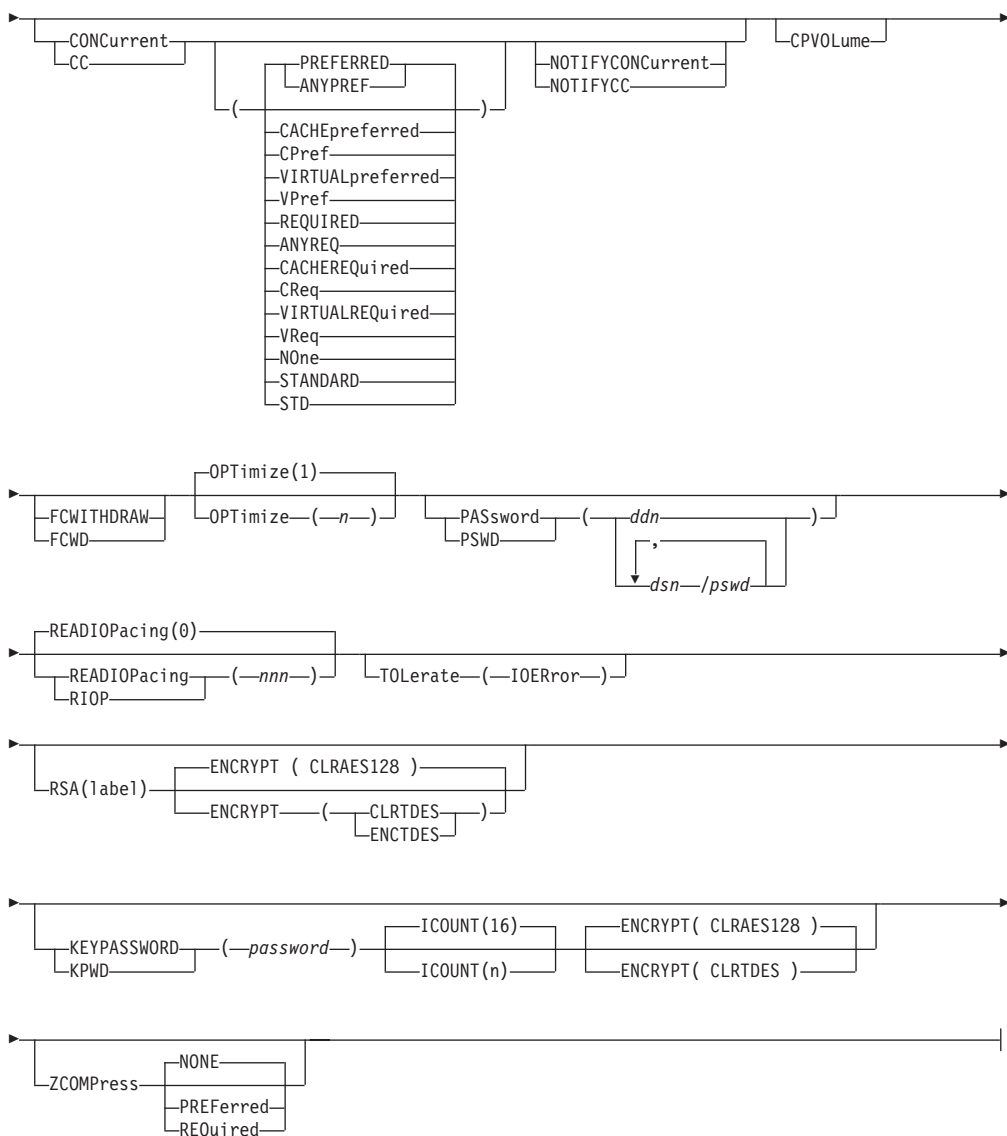 CONCurrent
CC
(
PREFERRED
ANYPREF
CACHEpreferred
CPref
VIRTUALpreferred
VPref
REQUIRED
ANYREQ
CACHEREQuired
CReq
VIRTUALREQuired
VReq
NOne
STANDARD
STD
)
NOTIFYCONCurrent
NOTIFYCC
CPVOLume
FCWITHDRAW
FCWD
OPTimize(1)
OPTimize ( n )
PASsword
PSWD
( ddn )
,
dsn /pswd
READIOPacing(0)
READIOPacing ( nnn )
RIOP
TOLerate ( IOERror )
RSA(label)
ENCRYPT ( CLRAES128 )
ENCRYPT ( CLRTDES )
ENCTDES
KEYPASSWORD ( password )
KPWD
ICOUNT(16)
ICOUNT(n)
ENCRYPT( CLRAES128 )
ENCRYPT( CLRTDES )
ZCOMPress
NONE
PREFerred
REQuired